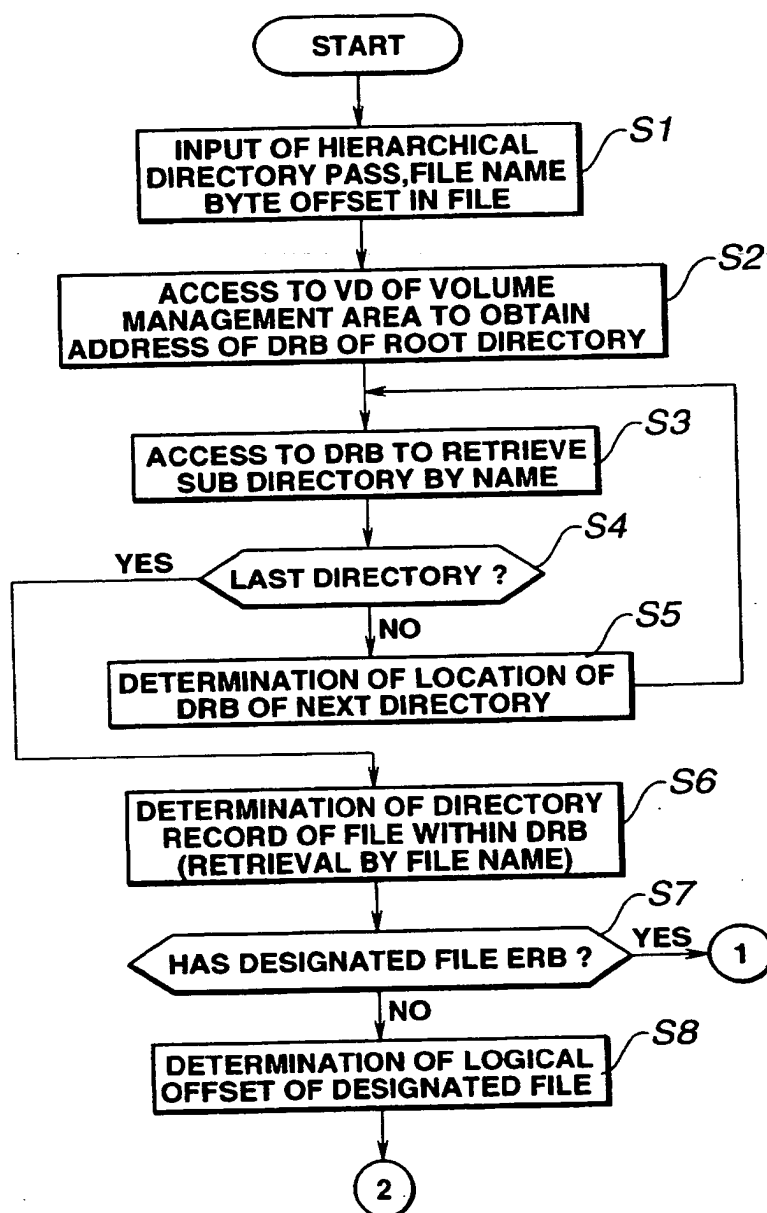 START
S1
INPUT OF HIERARCHICAL
DIRECTORY PASS,FILE NAME
BYTE OFFSET IN FILE
S2
ACCESS TO VD OF VOLUME
MANAGEMENT AREA TO OBTAIN
ADDRESS OF DRB OF ROOT DIRECTORY
S3
ACCESS TO DRB TO RETRIEVE
SUB DIRECTORY BY NAME
S4
YES
LAST DIRECTORY ?
NO
S5
DETERMINATION OF LOCATION OF
DRB OF NEXT DIRECTORY
S6
DETERMINATION OF DIRECTORY
RECORD OF FILE WITHIN DRB
(RETRIEVAL BY FILE NAME)
S7
HAS DESIGNATED FILE ERB ?
YES
1
NO
S8
DETERMINATION OF LOGICAL
OFFSET OF DESIGNATED FILE
2